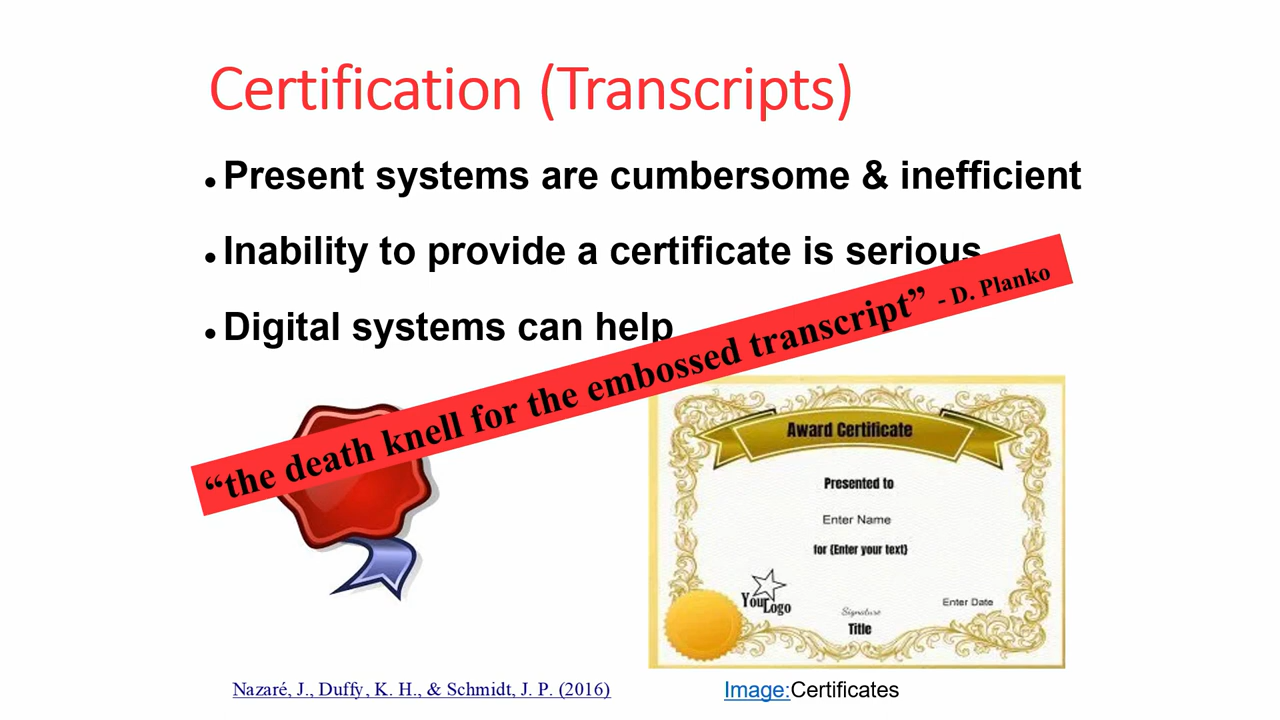 Certification (Transcripts)
Present systems are cumbersome & inefficient
Inability to provide a certificate is serious
Digital systems can help
“the death knell for the embossed transcript” - D. Planko
Award Certificate
Presented to
Enter Name
for {Enter your text}
Your Logo
Signature
Title
Enter Date
Nazaré, J., Duffy, K. H., & Schmidt, J. P. (2016)
Image:Certificates